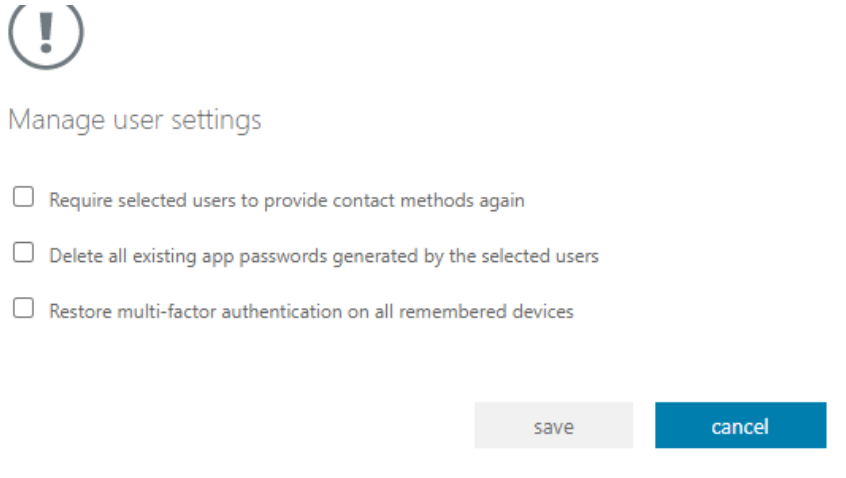 Manage user settings
Require selected users to provide contact methods again
Delete all existing app passwords generated by the selected users
Restore multi-factor authentication on all remembered devices
save
cancel